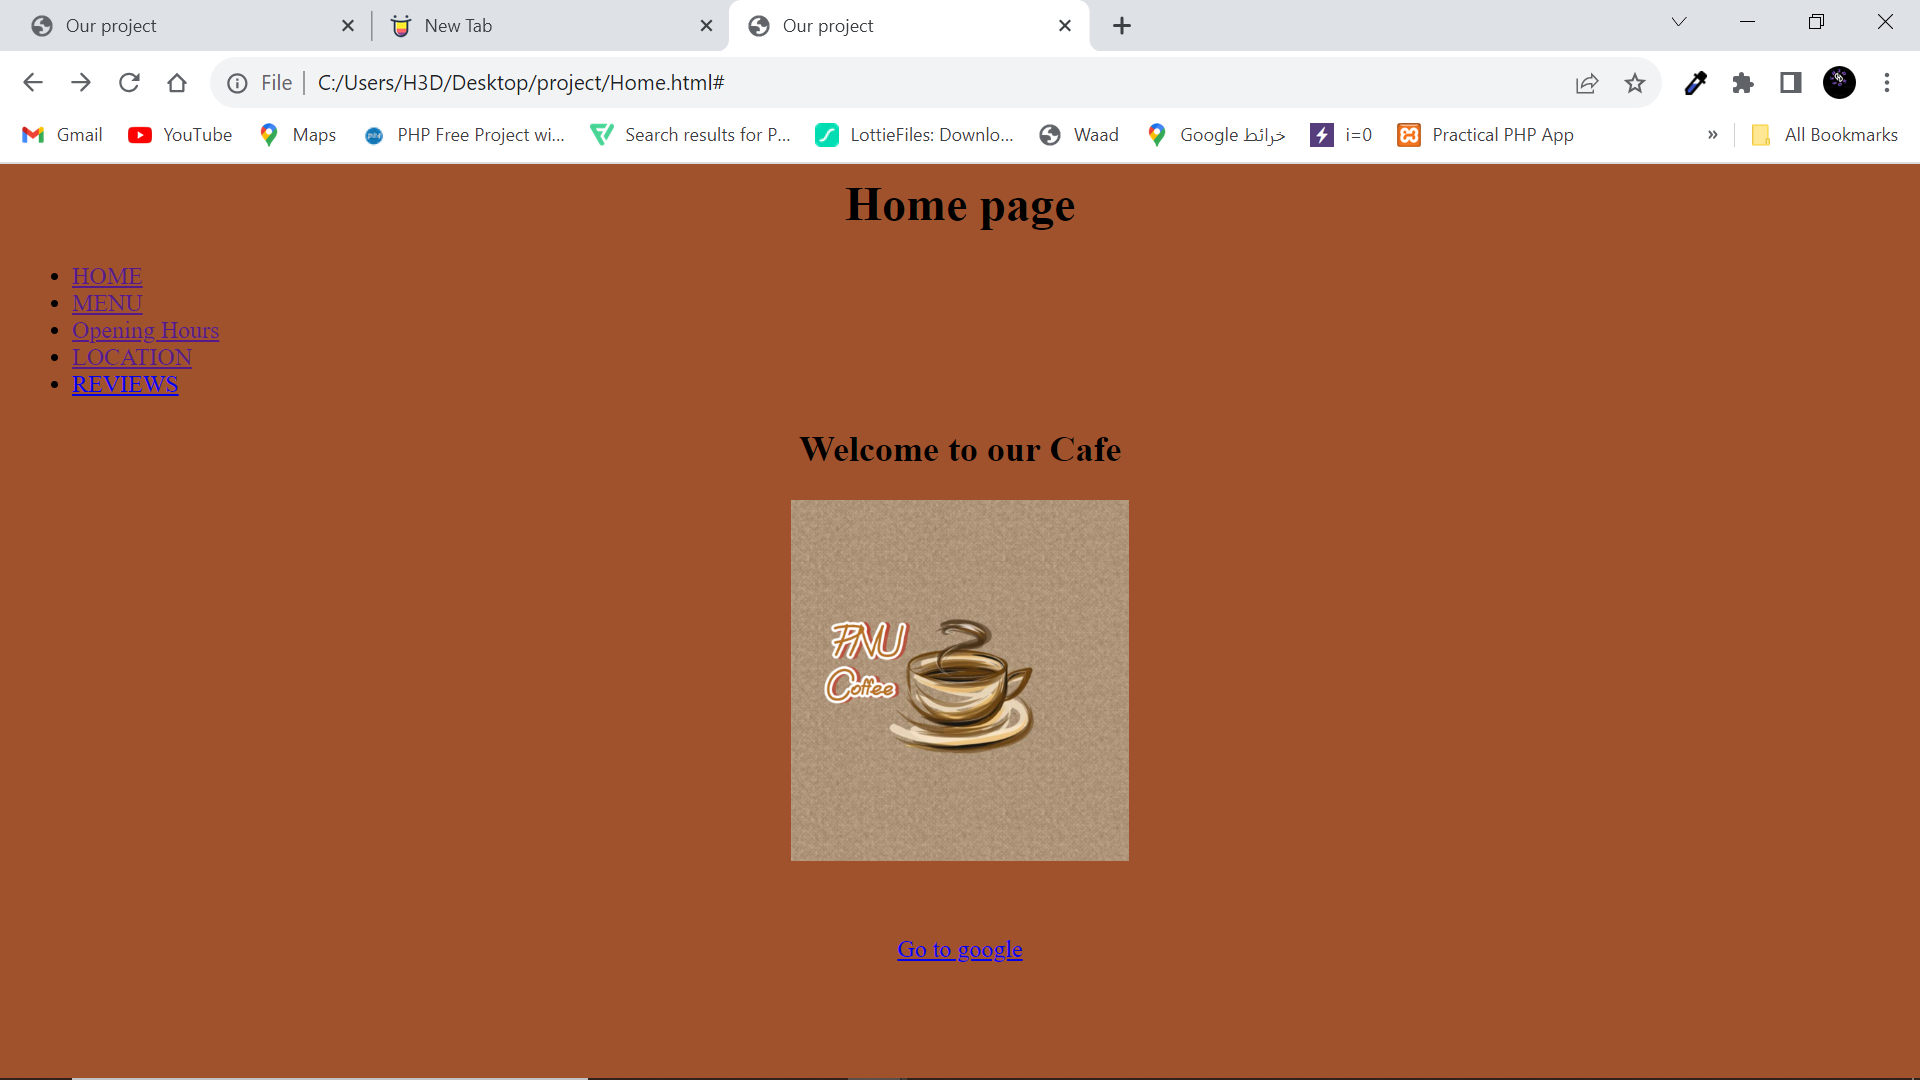 Our project
New Tab
Our project
File
C:/Users/H3D/Desktop/project/Home.html#
Gmail
YouTube
Maps
PHP Free Project wi...
Search results for P...
LottieFiles: Downlo...
Waad
Google خرائط
i=0
Practical PHP App
»
All Bookmarks
Home page
• HOME
• MENU
• Opening Hours
• LOCATION
• REVIEWS
Welcome to our Cafe
PNU
Coffee
Go to google